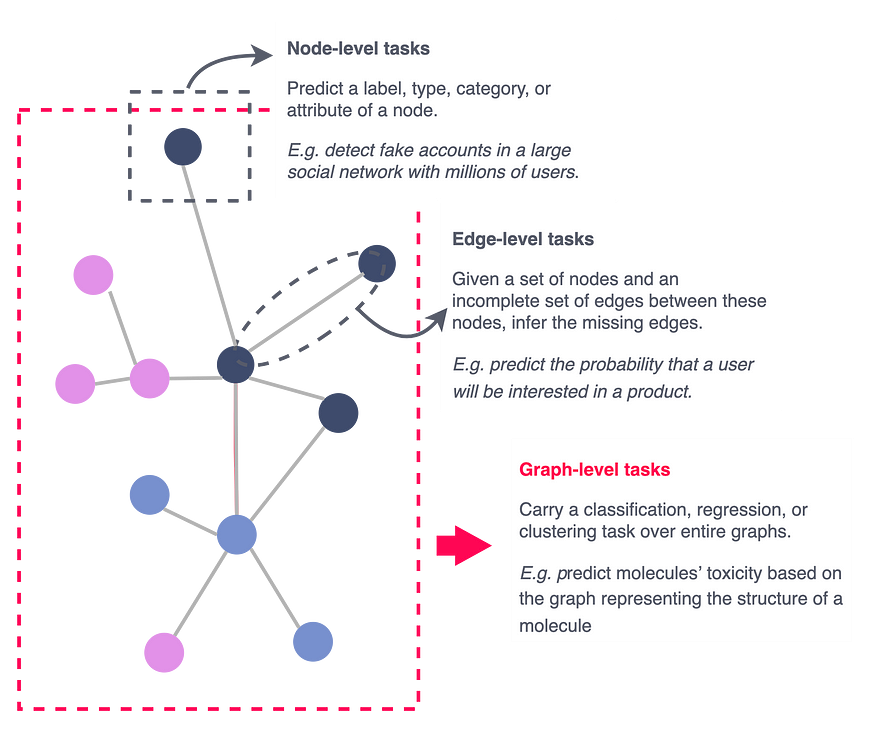 Node-level tasks
Predict a label, type, category, or
attribute of a node.
E.g. detect fake accounts in a large
social network with millions of users.
Edge-level tasks
Given a set of nodes and an
incomplete set of edges between these
nodes, infer the missing edges.
E.g. predict the probability that a user
will be interested in a product.
Graph-level tasks
Carry a classification, regression, or
clustering task over entire graphs.
E.g. predict molecules’ toxicity based on
the graph representing the structure of a
molecule